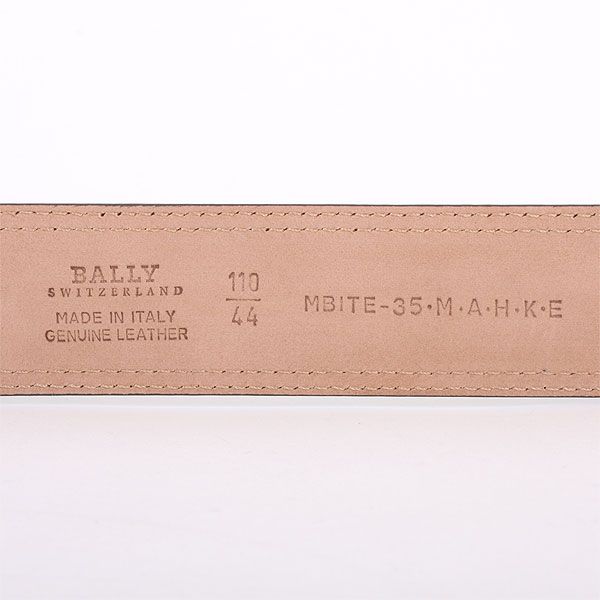 BALLY
SWITZERLAND
MADE IN ITALY
GENUINE LEATHER
110
44
MBITE-35·M·A·H·K·E